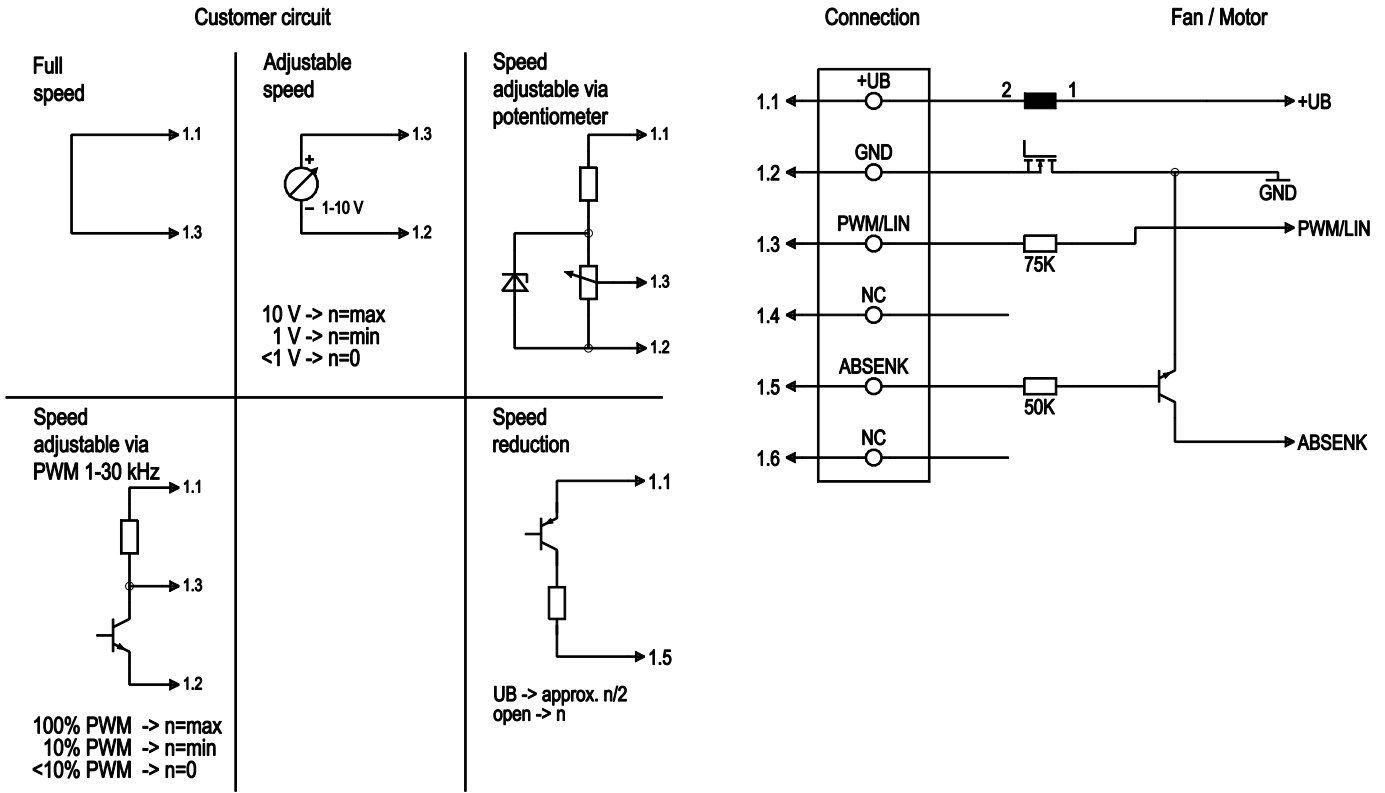 Customer circuit
Full
speed
1.1
1.3
Adjustable
speed
1.3
+
– 1-10 V
1.2
10 V -> n=max
1 V -> n=min
<1 V -> n=0
Speed
adjustable via
potentiometer
1.1
1.3
1.2
Speed
adjustable via
PWM 1-30 kHz
1.1
1.3
1.2
100% PWM -> n=max
10% PWM -> n=min
<10% PWM -> n=0
Speed
reduction
1.1
1.5
UB -> approx. n/2
open -> n
Connection
Fan / Motor
+UB
1.1 2 1 +UB
GND
1.2
GND
PWM/LIN
PWM/LIN
1.3
75K
NC
1.4
ABSENK
1.5
50K
NC
ABSENK
1.6